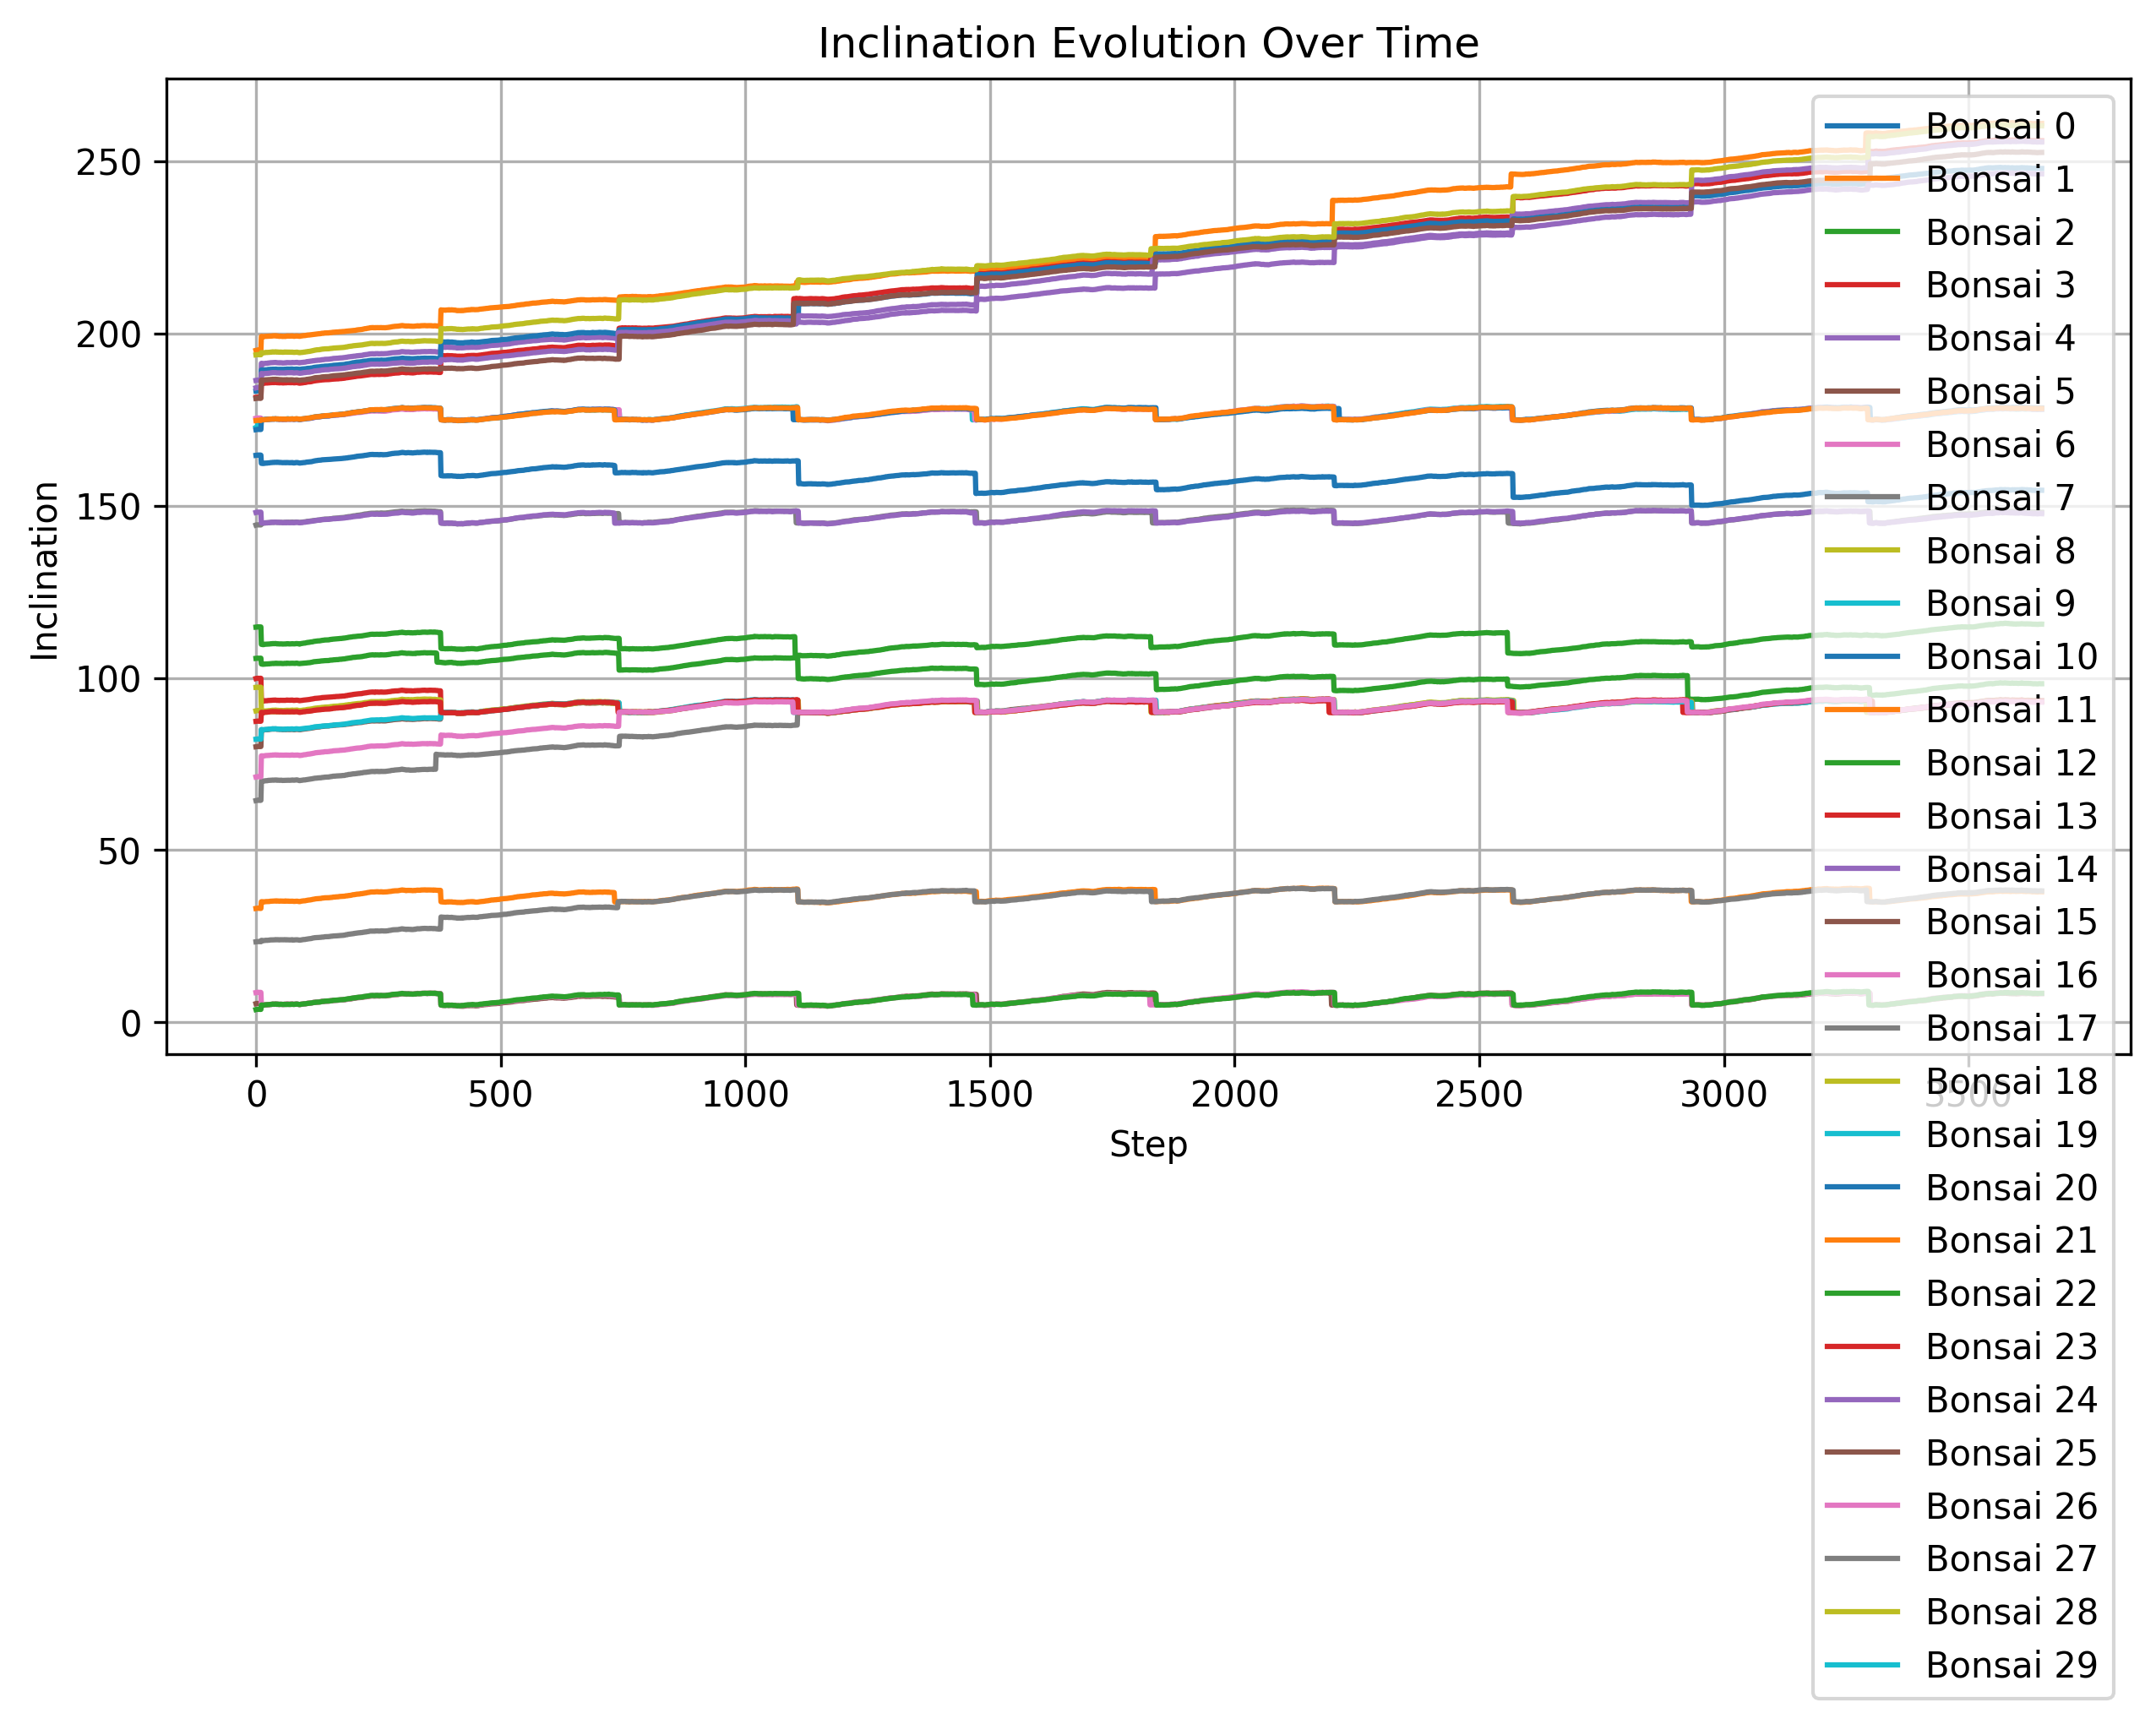 Inclination Evolution Over Time
250
200
150
100
50
0
Inclination
0
500
1000
1500
2000
2500
3000
3500
Step
Bonsai 0
Bonsai 1
Bonsai 2
Bonsai 3
Bonsai 4
Bonsai 5
Bonsai 6
Bonsai 7
Bonsai 8
Bonsai 9
Bonsai 10
Bonsai 11
Bonsai 12
Bonsai 13
Bonsai 14
Bonsai 15
Bonsai 16
Bonsai 17
Bonsai 18
Bonsai 19
Bonsai 20
Bonsai 21
Bonsai 22
Bonsai 23
Bonsai 24
Bonsai 25
Bonsai 26
Bonsai 27
Bonsai 28
Bonsai 29